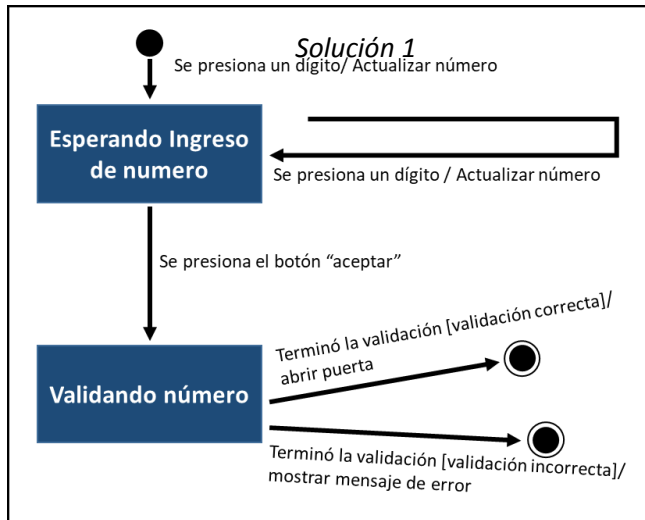 Solución 1
Se presiona un dígito/ Actualizar número
Esperando Ingreso
de numero
Se presiona un dígito / Actualizar número
Se presiona el botón “aceptar”
Terminó la validación [validación correcta]/
abrir puerta
Validando número
Terminó la validación [validación incorrecta]/
mostrar mensaje de error